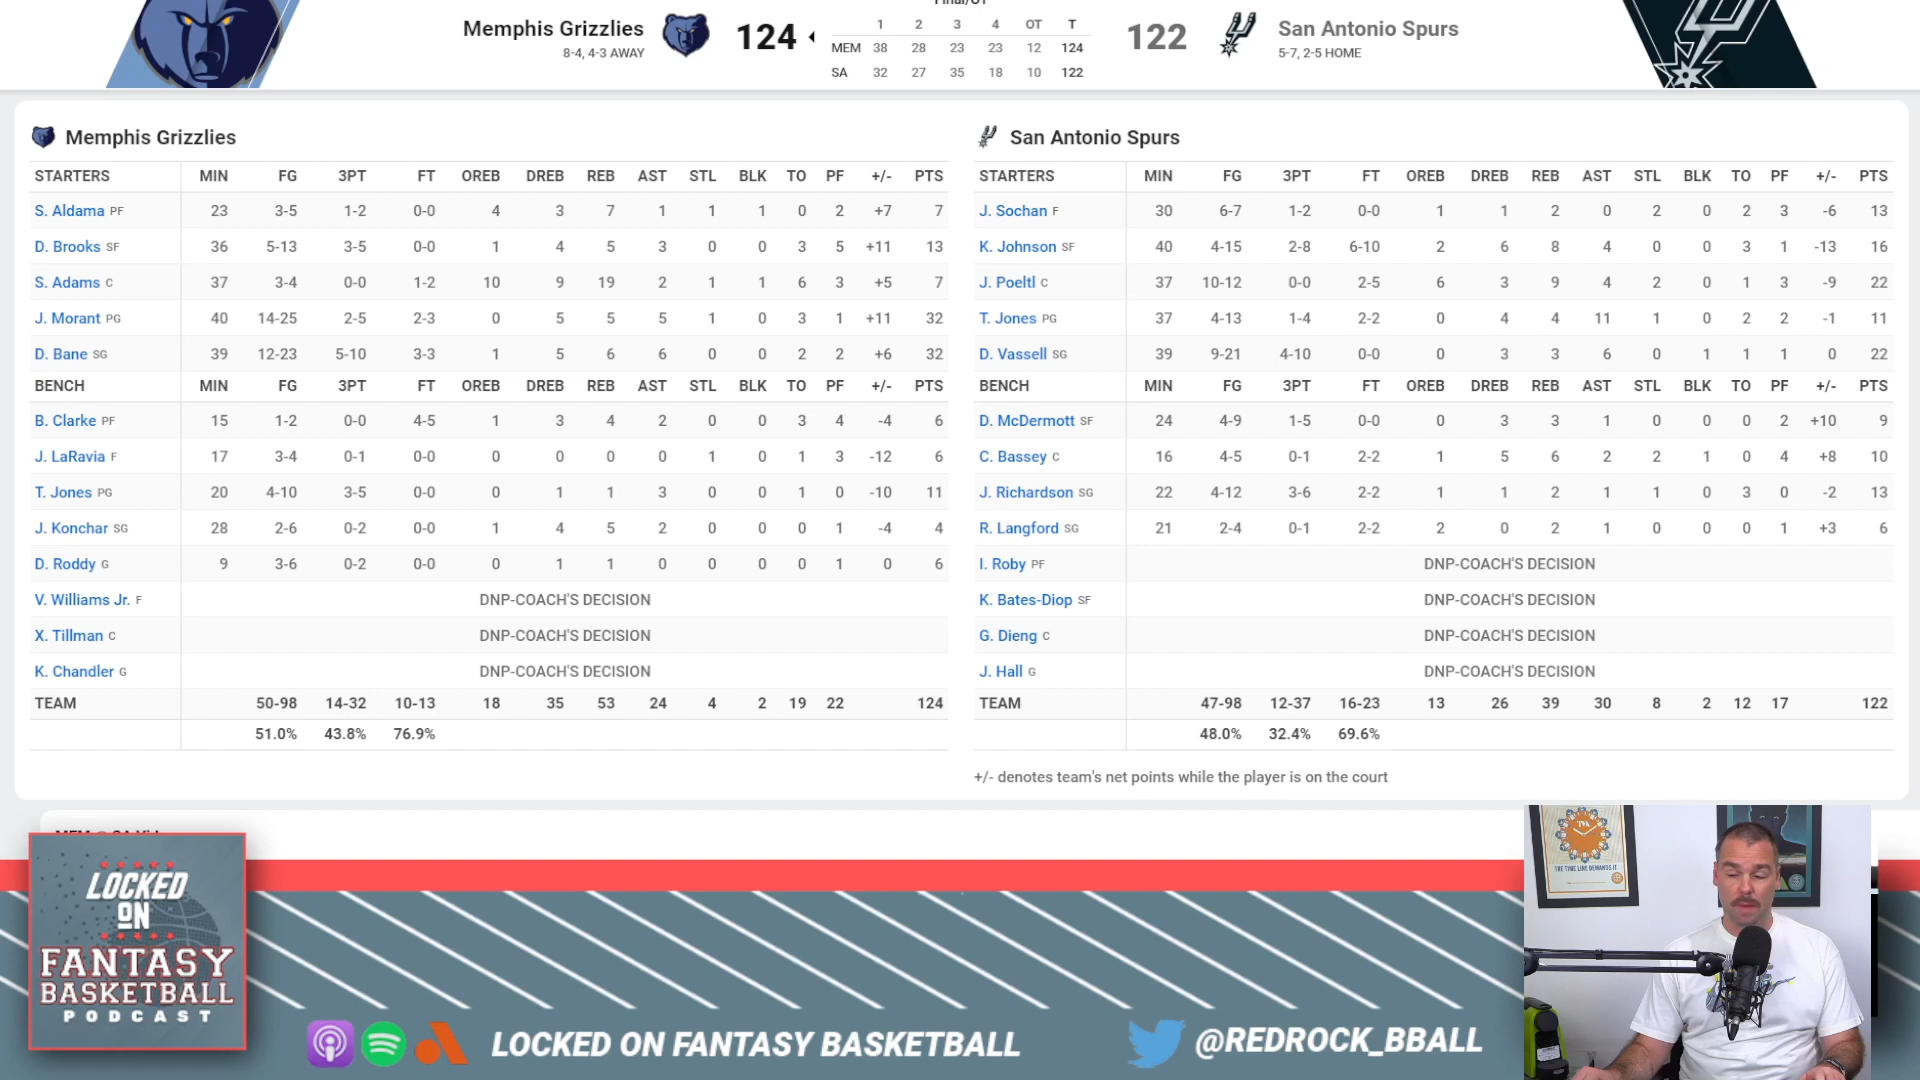 Final/OT
Memphis Grizzlies
8-4, 4-3 AWAY
124
1 2 3 4 OT T
MEM 38 28 23 23 12 124
SA 32 27 35 18 10 122
122
San Antonio Spurs
5-7, 2-5 HOME
Memphis Grizzlies
STARTERS MIN FG 3PT FT OREB DREB REB AST STL BLK TO PF +/- PTS
S. Aldama PF 23 3-5 1-2 0-0 4 3 7 1 1 1 0 2 +7 7
D. Brooks SF 36 5-13 3-5 0-0 1 4 5 3 0 0 3 5 +11 13
S. Adams C 37 3-4 0-0 1-2 10 9 19 2 1 1 6 3 +5 7
J. Morant PG 40 14-25 2-5 2-3 0 5 5 5 1 0 3 1 +11 32
D. Bane SG 39 12-23 5-10 3-3 1 5 6 6 0 0 2 2 +6 32
BENCH MIN FG 3PT FT OREB DREB REB AST STL BLK TO PF +/- PTS
B. Clarke PF 15 1-2 0-0 4-5 1 3 4 2 0 0 3 4 -4 6
J. LaRavia F 17 3-4 0-1 0-0 0 0 0 0 1 0 1 3 -12 6
T. Jones PG 20 4-10 3-5 0-0 0 1 1 3 0 0 1 0 -10 11
J. Konchar SG 28 2-6 0-2 0-0 1 4 5 2 0 0 0 1 -4 4
D. Roddy G 9 3-6 0-2 0-0 0 1 1 0 0 0 0 1 0 6
V. Williams Jr. F DNP-COACH'S DECISION
X. Tillman C DNP-COACH'S DECISION
K. Chandler G DNP-COACH'S DECISION
TEAM 50-98 14-32 10-13 18 35 53 24 4 2 19 22 124
51.0% 43.8% 76.9%
San Antonio Spurs
STARTERS MIN FG 3PT FT OREB DREB REB AST STL BLK TO PF +/- PTS
J. Sochan F 30 6-7 1-2 0-0 1 1 2 0 2 0 2 3 -6 13
K. Johnson SF 40 4-15 2-8 6-10 2 6 8 4 0 0 3 1 -13 16
J. Poeltl C 37 10-12 0-0 2-5 6 3 9 4 2 0 1 3 -9 22
T. Jones PG 37 4-13 1-4 2-2 0 4 4 11 1 0 2 2 -1 11
D. Vassell SG 39 9-21 4-10 0-0 0 3 3 6 0 1 1 1 0 22
BENCH MIN FG 3PT FT OREB DREB REB AST STL BLK TO PF +/- PTS
D. McDermott SF 24 4-9 1-5 0-0 0 3 3 1 0 0 0 2 +10 9
C. Bassey C 16 4-5 0-1 2-2 1 5 6 2 2 1 0 4 +8 10
J. Richardson SG 22 4-12 3-6 2-2 1 1 2 1 1 0 3 0 -2 13
R. Langford SG 21 2-4 0-1 2-2 2 0 2 1 0 0 0 1 +3 6
I. Roby PF DNP-COACH'S DECISION
K. Bates-Diop SF DNP-COACH'S DECISION
G. Dieng C DNP-COACH'S DECISION
J. Hall G DNP-COACH'S DECISION
TEAM 47-98 12-37 16-23 13 26 39 30 8 2 12 17 122
48.0% 32.4% 69.6%
+/- denotes team's net points while the player is on the court
LOCKED
ON
FANTASY
BASKETBALL
PODCAST
LOCKED ON FANTASY BASKETBALL
@REDROCK_BBALL
TVA
THE TIME LINE DEMANDS IT